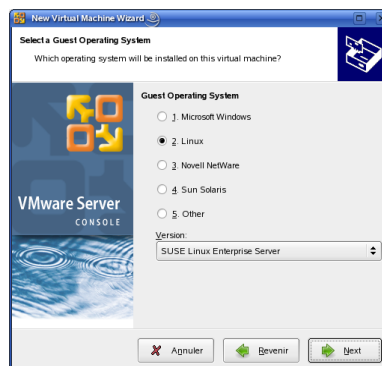 New Virtual Machine Wizard
Select a Guest Operating System
Which operating system will be installed on this virtual machine?
Guest Operating System
1. Microsoft Windows
2. Linux
3. Novell NetWare
4. Sun Solaris
5. Other
VMware Server
CONSOLE
Version:
SUSE Linux Enterprise Server
Annuler
Revenir
Next